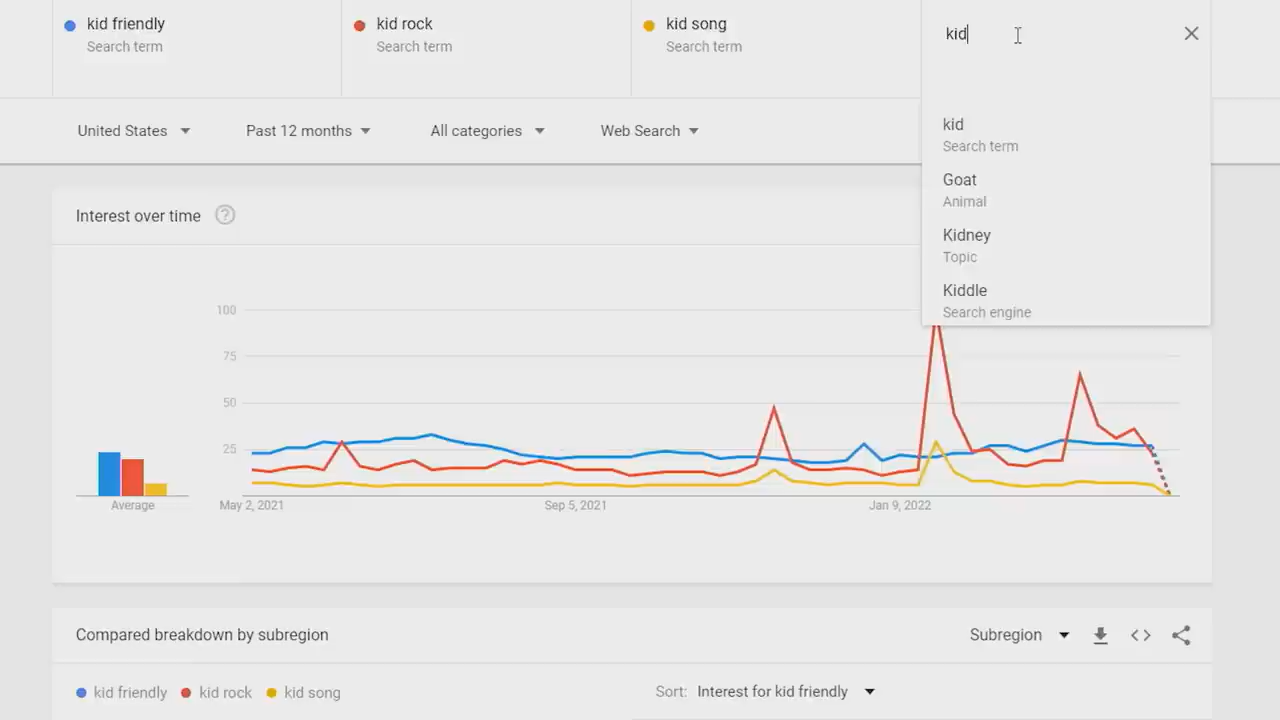 kid friendly
Search term
kid rock
Search term
kid song
Search term
kid
United States
Past 12 months
All categories
Web Search
kid
Search term
Goat
Animal
Kidney
Topic
Kiddle
Search engine
Interest over time
100
75
50
25
Average
May 2, 2021
Sep 5, 2021
Jan 9, 2022
Compared breakdown by subregion
Subregion
kid friendly
kid rock
kid song
Sort: Interest for kid friendly